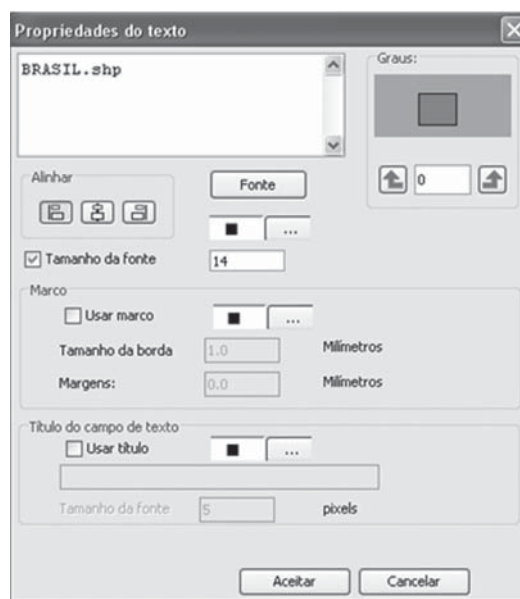 Propriedades do texto
BRASIL.shp
Graus:
0
Alinhar
Fonte
...
Tamanho da fonte
14
Marco
Usar marco
...
Tamanho da borda
1.0
Milímetros
Margens:
0.0
Milímetros
Título do campo de texto
Usar título
...
Tamanho da fonte
5
pixels
Aceitar
Cancelar